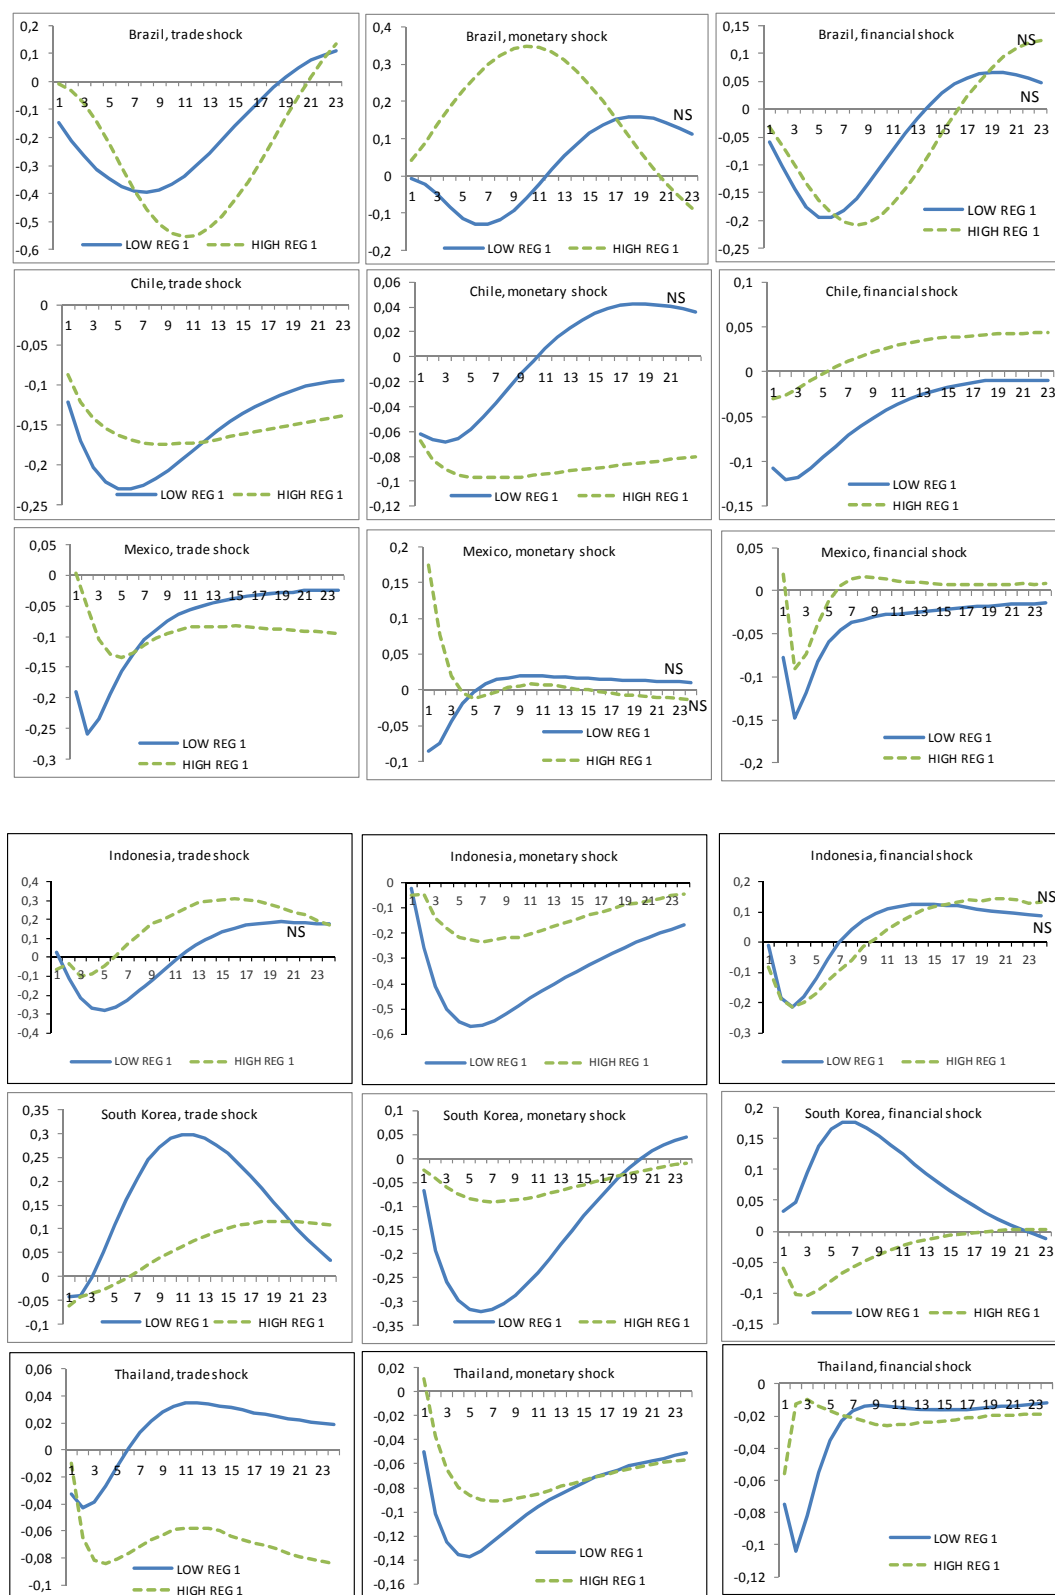 Brazil, trade shock
0,2
0,1
0
-0,1
-0,2
-0,3
-0,4
-0,5
-0,6
1 3 5 7 9 11 13 15 17 19 21 23
LOW REG 1 HIGH REG 1
Brazil, monetary shock
0,4
0,3
0,2
0,1
0
-0,1
-0,2
1 3 5 7 9 11 13 15 17 19 21 23
NS
LOW REG 1 HIGH REG 1
Brazil, financial shock
0,15
0,1
0,05
0
-0,05
-0,1
-0,15
-0,2
-0,25
1 3 5 7 9 11 13 15 17 19 21 23
NS
NS
LOW REG 1
HIGH REG 1
Chile, trade shock
0
-0,05
-0,1
-0,15
-0,2
-0,25
1 3 5 7 9 11 13 15 17 19 21 23
LOW REG 1 HIGH REG 1
Chile, monetary shock
0,06
0,04
0,02
0
-0,02
-0,04
-0,06
-0,08
-0,1
-0,12
1 3 5 7 9 11 13 15 17 19 21
NS
LOW REG 1 HIGH REG 1
Chile, financial shock
0,1
0,05
0
-0,05
-0,1
-0,15
1 3 5 7 9 11 13 15 17 19 21 23
LOW REG 1
HIGH REG 1
Mexico, trade shock
0,05
0
-0,05
-0,1
-0,15
-0,2
-0,25
-0,3
1 3 5 7 9 11 13 15 17 19 21 23
LOW REG 1
HIGH REG 1
Mexico, monetary shock
0,2
0,15
0,1
0,05
0
-0,05
-0,1
1 3 5 7 9 11 13 15 17 19 21 23
NS
NS
LOW REG 1
HIGH REG 1
Mexico, financial shock
0,05
0
-0,05
-0,1
-0,15
-0,2
1 3 5 7 9 11 13 15 17 19 21 23
LOW REG 1
HIGH REG 1
Indonesia, trade shock
0,4
0,3
0,2
0,1
0
-0,1
-0,2
-0,3
-0,4
1 3 5 7 9 11 13 15 17 19 21 23
NS
LOW REG 1 HIGH REG 1
Indonesia, monetary shock
0
-0,1
-0,2
-0,3
-0,4
-0,5
-0,6
1 3 5 7 9 11 13 15 17 19 21 23
LOW REG 1 HIGH REG 1
Indonesia, financial shock
0,2
0,1
0
-0,1
-0,2
-0,3
1 3 5 7 9 11 13 15 17 19 21 23
NS
NS
LOW REG 1 HIGH REG 1
South Korea, trade shock
0,35
0,3
0,25
0,2
0,15
0,1
0,05
0
-0,05
-0,1
1 3 5 7 9 11 13 15 17 19 21 23
LOW REG 1 HIGH REG 1
South Korea, monetary shock
0,1
0,05
0
-0,05
-0,1
-0,15
-0,2
-0,25
-0,3
-0,35
1 3 5 7 9 11 13 15 17 19 21 23
LOW REG 1 HIGH REG 1
South Korea, financial shock
0,2
0,15
0,1
0,05
0
-0,05
-0,1
-0,15
1 3 5 7 9 11 13 15 17 19 21 23
LOW REG 1 HIGH REG 1
Thailand, trade shock
0,06
0,04
0,02
0
-0,02
-0,04
-0,06
-0,08
-0,1
1 3 5 7 9 11 13 15 17 19 21 23
LOW REG 1
HIGH REG 1
Thailand, monetary shock
0,02
0
-0,02
-0,04
-0,06
-0,08
-0,1
-0,12
-0,14
-0,16
1 3 5 7 9 11 13 15 17 19 21 23
LOW REG 1
HIGH REG 1
Thailand, financial shock
0
-0,02
-0,04
-0,06
-0,08
-0,1
-0,12
1 3 5 7 9 11 13 15 17 19 21 23
LOW REG 1
HIGH REG 1